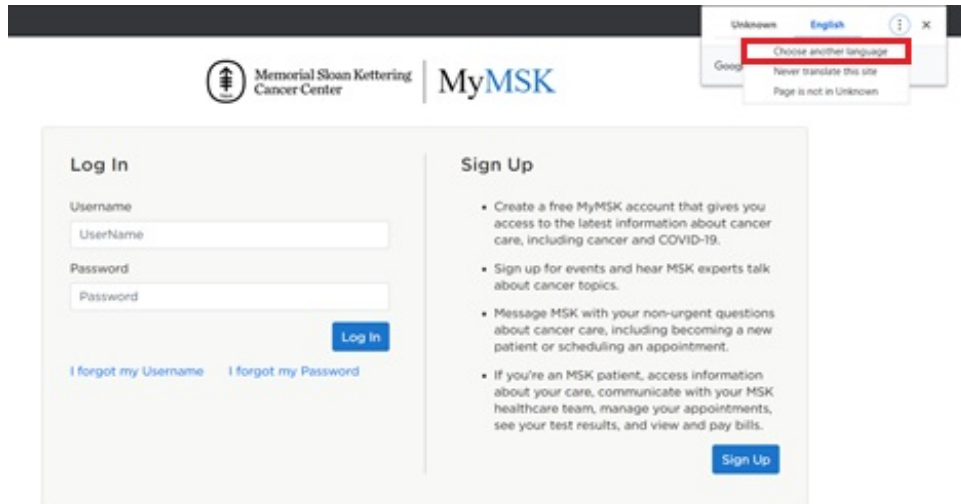 Unknown English
Choose another language
Goog
Never translate this site
Page is not in Unknown
Memorial Sloan Kettering
Cancer Center
MyMSK
Log In
Username
UserName
Password
Password
Log In
I forgot my Username I forgot my Password
Sign Up
• Create a free MyMSK account that gives you
access to the latest information about cancer
care, including cancer and COVID-19.
• Sign up for events and hear MSK experts talk
about cancer topics.
• Message MSK with your non-urgent questions
about cancer care, including becoming a new
patient or scheduling an appointment.
• If you're an MSK patient, access information
about your care, communicate with your MSK
healthcare team, manage your appointments,
see your test results, and view and pay bills.
Sign Up